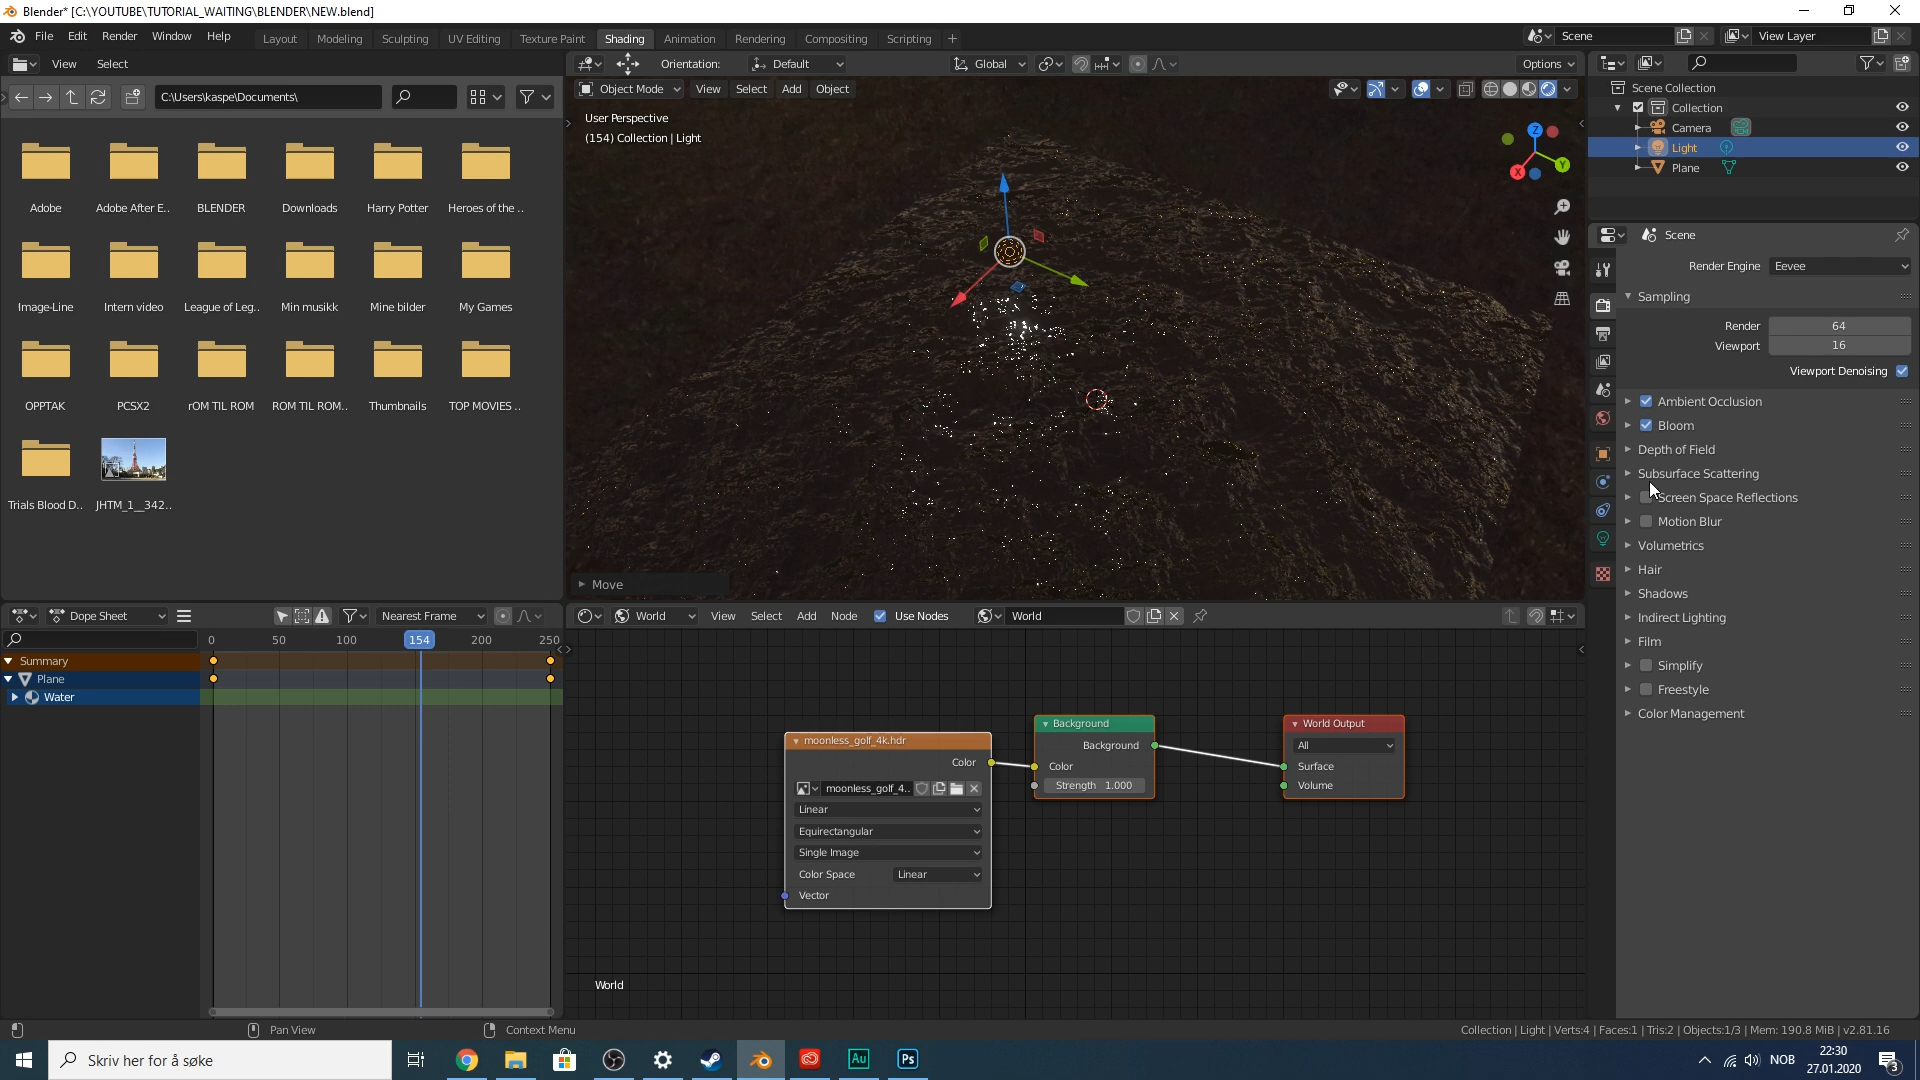 Blender* [C:\YOUTUBE\TUTORIAL_WAITING\BLENDER\NEW.blend]
File Edit Render Window Help Layout Modeling Sculpting UV Editing Texture Paint Shading Animation Rendering Compositing Scripting + Scene View Layer
View Select Orientation: Default Global Options
C:\Users\kaspe\Documents\
Object Mode View Select Add Object
User Perspective
(154) Collection | Light
Z
Y
X
Adobe Adobe After E.. BLENDER Downloads Harry Potter Heroes of the ..
Image-Line Intern video League of Leg.. Min musikk Mine bilder My Games
OPPTAK PCSX2 rOM TIL ROM ROM TIL ROM.. Thumbnails TOP MOVIES ..
Trials Blood D.. JHTM_1__342..
Move
Scene Collection
Collection
Camera
Light
Plane
Scene
Render Engine Eevee
Sampling
Render 64
Viewport 16
Viewport Denoising
Ambient Occlusion
Bloom
Depth of Field
Subsurface Scattering
Screen Space Reflections
Motion Blur
Volumetrics
Hair
Shadows
Indirect Lighting
Film
Simplify
Freestyle
Color Management
Dope Sheet Nearest Frame
0 50 100 154 200 250
Summary
Plane
Water
World View Select Add Node Use Nodes World
moonless_golf_4k.hdr
Color
moonless_golf_4..
Linear
Equirectangular
Single Image
Color Space Linear
Vector
Background
Background
Color
Strength 1.000
World Output
All
Surface
Volume
World
Pan View Context Menu Collection | Light | Verts:4 | Faces:1 | Tris:2 | Objects:1/3 | Mem: 190.8 MiB | v2.81.16
Skriv her for å søke Au Ps NOB 22:30
27.01.2020
3